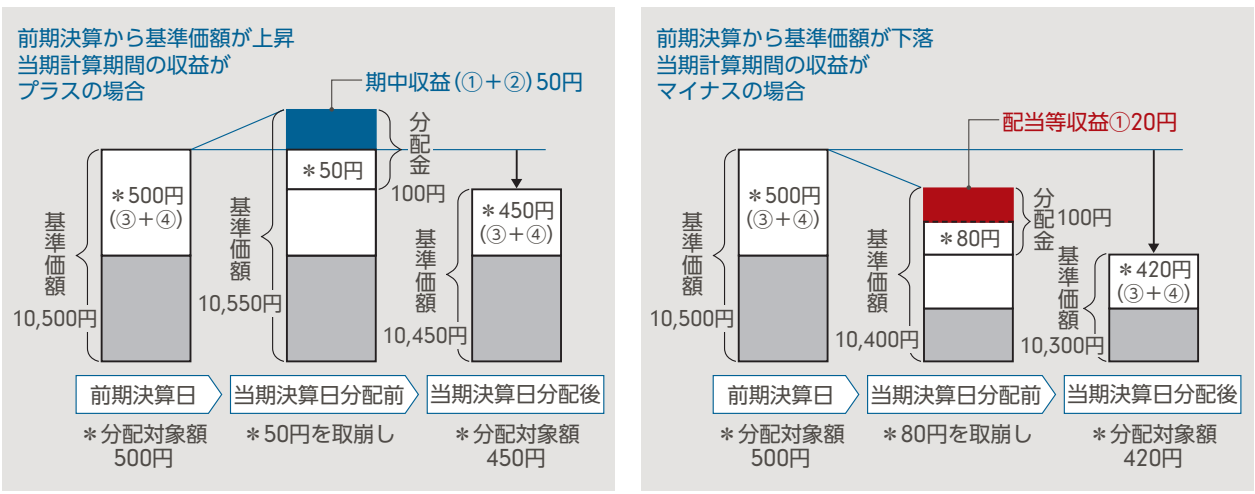 前期決算から基準価額が上昇
当期計算期間の収益が
プラスの場合
期中収益(①+②)50円
分配金
100円
*500円
(③+④)
基準価額
10,500円
*50円
基準価額
10,550円
*450円
(③+④)
基準価額
10,450円
前期決算日
当期決算日分配前
当期決算日分配後
*分配対象額
500円
*50円を取崩し
*分配対象額
450円
前期決算から基準価額が下落
当期計算期間の収益が
マイナスの場合
配当等収益①20円
*500円
(③+④)
基準価額
10,500円
分配金
100円
*80円
基準価額
10,400円
*420円
(③+④)
基準価額
10,300円
前期決算日
当期決算日分配前
当期決算日分配後
*分配対象額
500円
*80円を取崩し
*分配対象額
420円